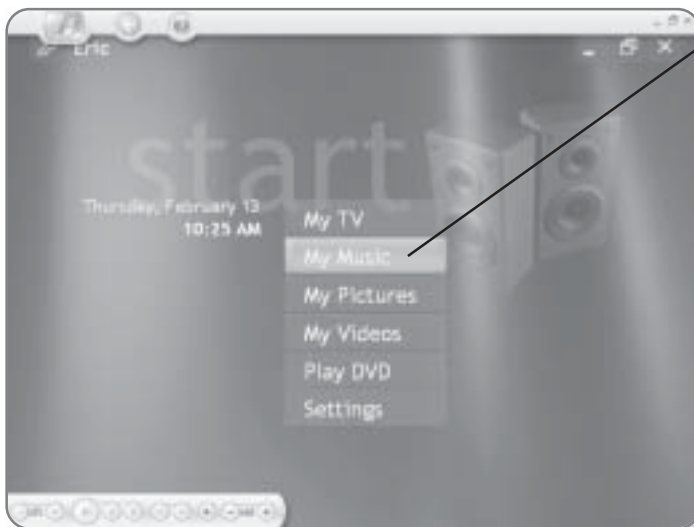 Eric
start
Thursday, February 13
10:25 AM
My TV
My Music
My Pictures
My Videos
Play DVD
Settings